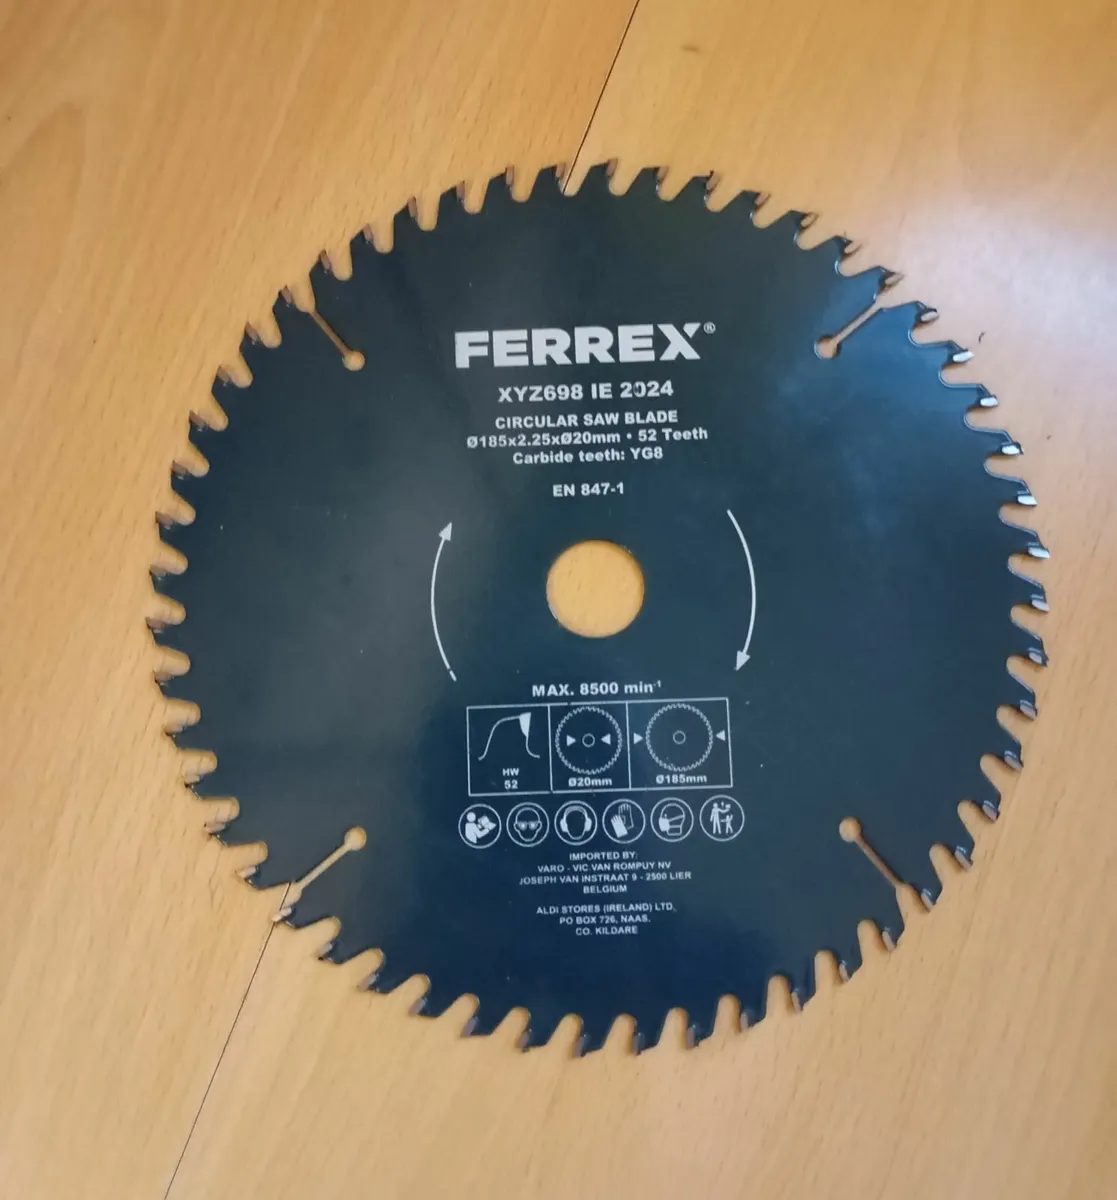 FERREX®
XYZ698 IE 2024
CIRCULAR SAW BLADE
Ø185x2.25xØ20mm • 52 Teeth
Carbide teeth: YG8
EN 847-1
MAX. 8500 min-1
HW
52
Ø20mm
Ø185mm
IMPORTED BY:
VARO - VIC VAN ROMPUY NV
JOSEPH VAN INSTRAAT 9 - 2500 LIER
BELGIUM
ALDI STORES (IRELAND) LTD,
PO BOX 726, NAAS,
CO. KILDARE